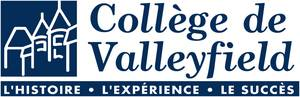 Collège de
Valleyfield
L'HISTOIRE • L'EXPÉRIENCE • LE SUCCÈS